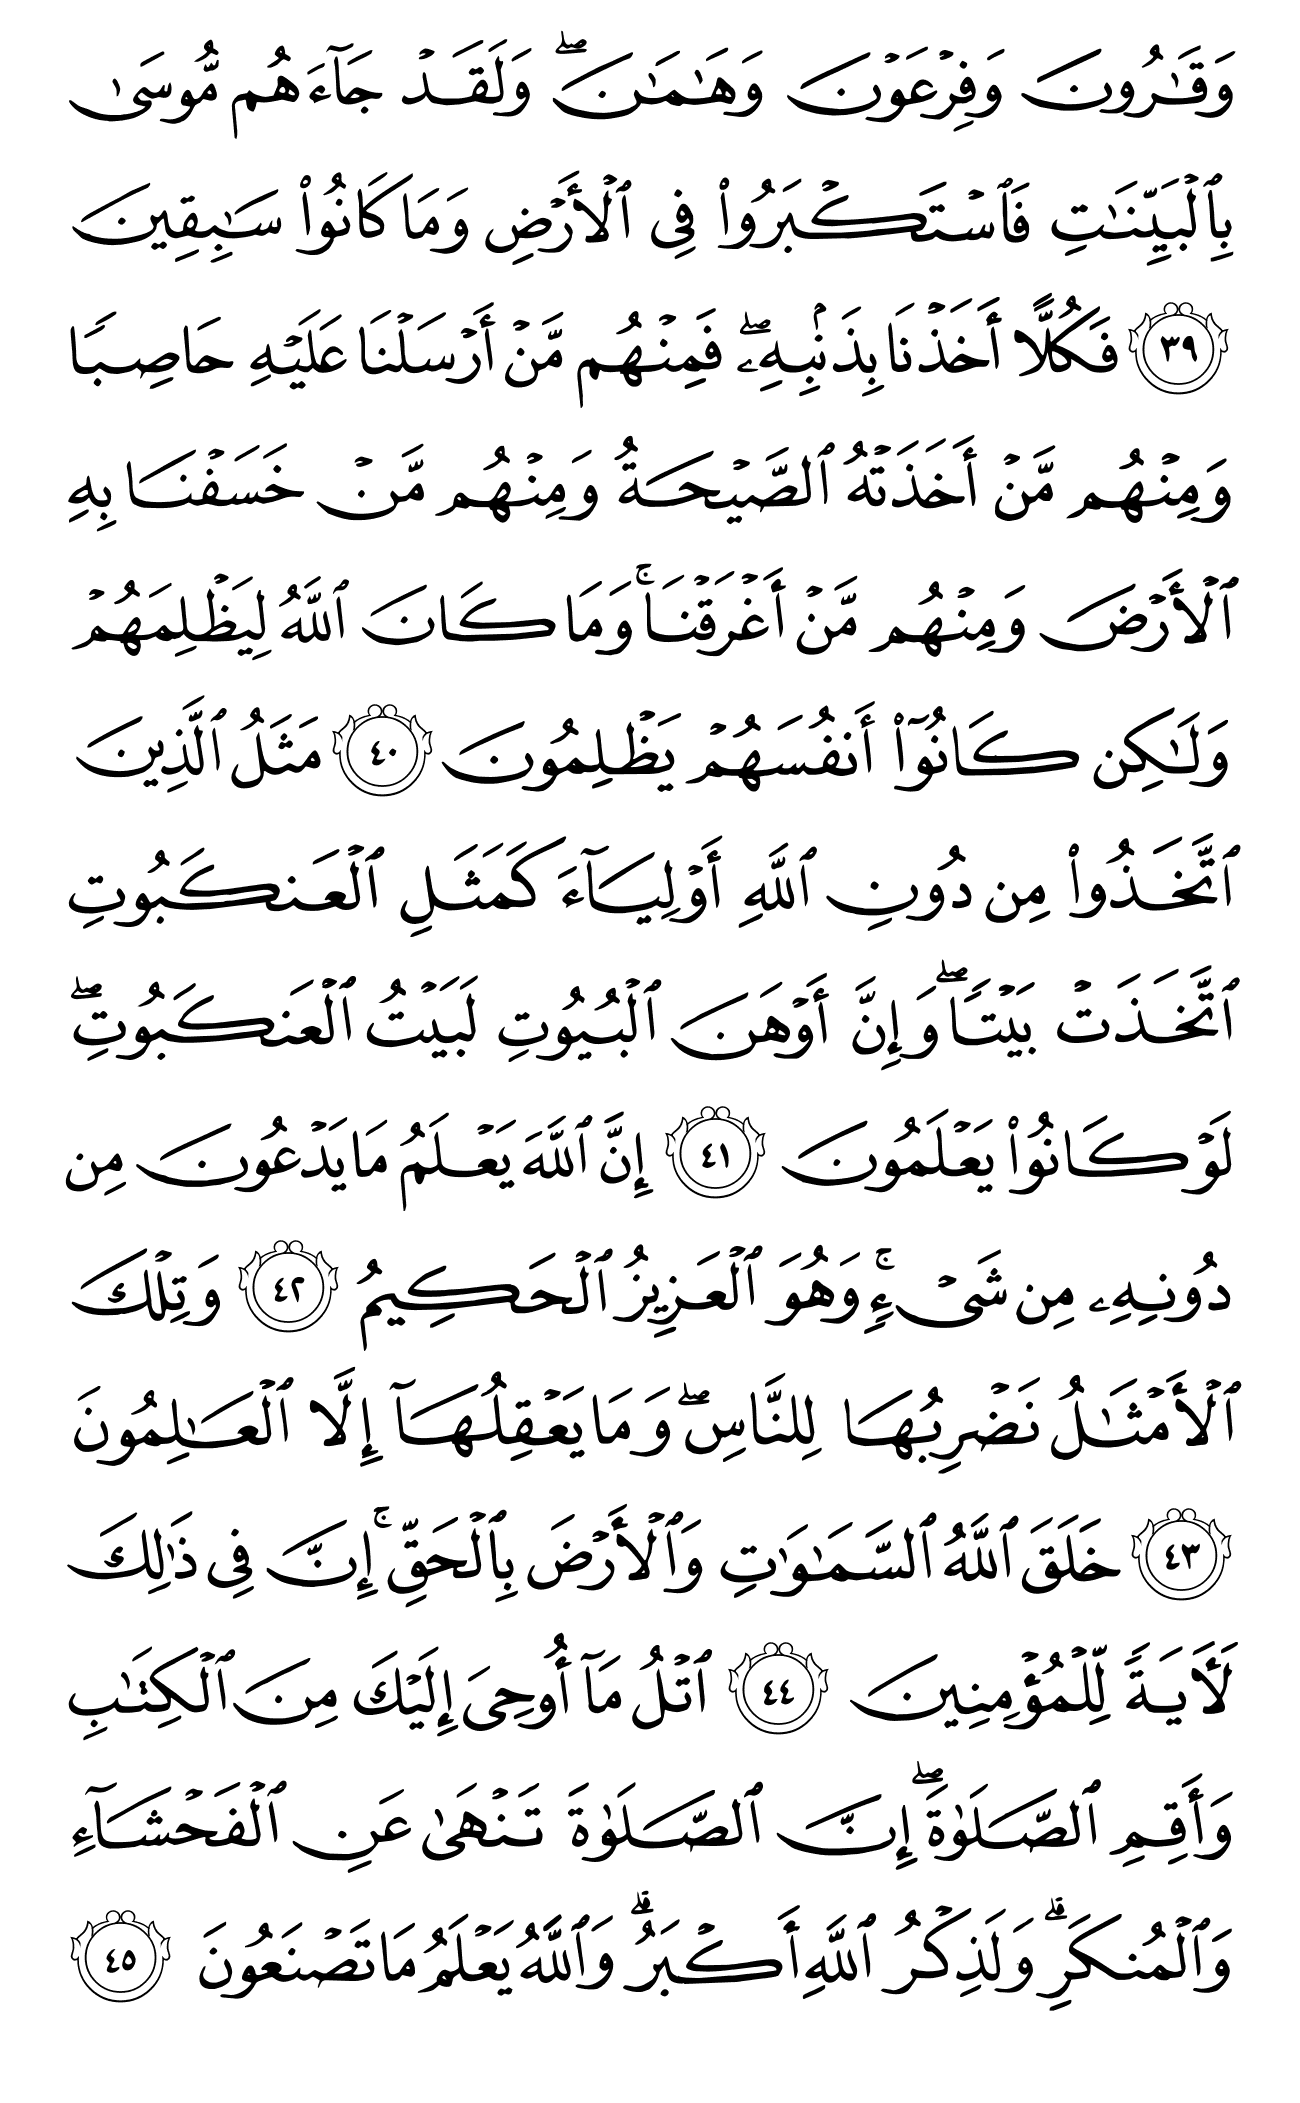 وَقَٰرُونَ وَفِرْعَوْنَ وَهَٰمَٰنَ ۖ وَلَقَدْ جَآءَهُم مُّوسَىٰ
بِٱلْبَيِّنَٰتِ فَٱسْتَكْبَرُوا۟ فِى ٱلْأَرْضِ وَمَا كَانُوا۟ سَٰبِقِينَ
٣٩ فَكُلًّا أَخَذْنَا بِذَنۢبِهِۦ ۖ فَمِنْهُم مَّنْ أَرْسَلْنَا عَلَيْهِ حَاصِبًا
وَمِنْهُم مَّنْ أَخَذَتْهُ ٱلصَّيْحَةُ وَمِنْهُم مَّنْ خَسَفْنَا بِهِ
ٱلْأَرْضَ وَمِنْهُم مَّنْ أَغْرَقْنَا ۚ وَمَا كَانَ ٱللَّهُ لِيَظْلِمَهُمْ
وَلَٰكِن كَانُوٓا۟ أَنفُسَهُمْ يَظْلِمُونَ ٤٠ مَثَلُ ٱلَّذِينَ
ٱتَّخَذُوا۟ مِن دُونِ ٱللَّهِ أَوْلِيَآءَ كَمَثَلِ ٱلْعَنكَبُوتِ
ٱتَّخَذَتْ بَيْتًا ۖ وَإِنَّ أَوْهَنَ ٱلْبُيُوتِ لَبَيْتُ ٱلْعَنكَبُوتِ ۖ
لَوْ كَانُوا۟ يَعْلَمُونَ ٤١ إِنَّ ٱللَّهَ يَعْلَمُ مَا يَدْعُونَ مِن
دُونِهِۦ مِن شَىْءٍ ۚ وَهُوَ ٱلْعَزِيزُ ٱلْحَكِيمُ ٤٢ وَتِلْكَ
ٱلْأَمْثَٰلُ نَضْرِبُهَا لِلنَّاسِ ۖ وَمَا يَعْقِلُهَآ إِلَّا ٱلْعَٰلِمُونَ
٤٣ خَلَقَ ٱللَّهُ ٱلسَّمَٰوَٰتِ وَٱلْأَرْضَ بِٱلْحَقِّ ۚ إِنَّ فِى ذَٰلِكَ
لَءَايَةً لِّلْمُؤْمِنِينَ ٤٤ ٱتْلُ مَآ أُوحِىَ إِلَيْكَ مِنَ ٱلْكِتَٰبِ
وَأَقِمِ ٱلصَّلَوٰةَ ۖ إِنَّ ٱلصَّلَوٰةَ تَنْهَىٰ عَنِ ٱلْفَحْشَآءِ
وَٱلْمُنكَرِ ۗ وَلَذِكْرُ ٱللَّهِ أَكْبَرُ ۗ وَٱللَّهُ يَعْلَمُ مَا تَصْنَعُونَ ٤٥